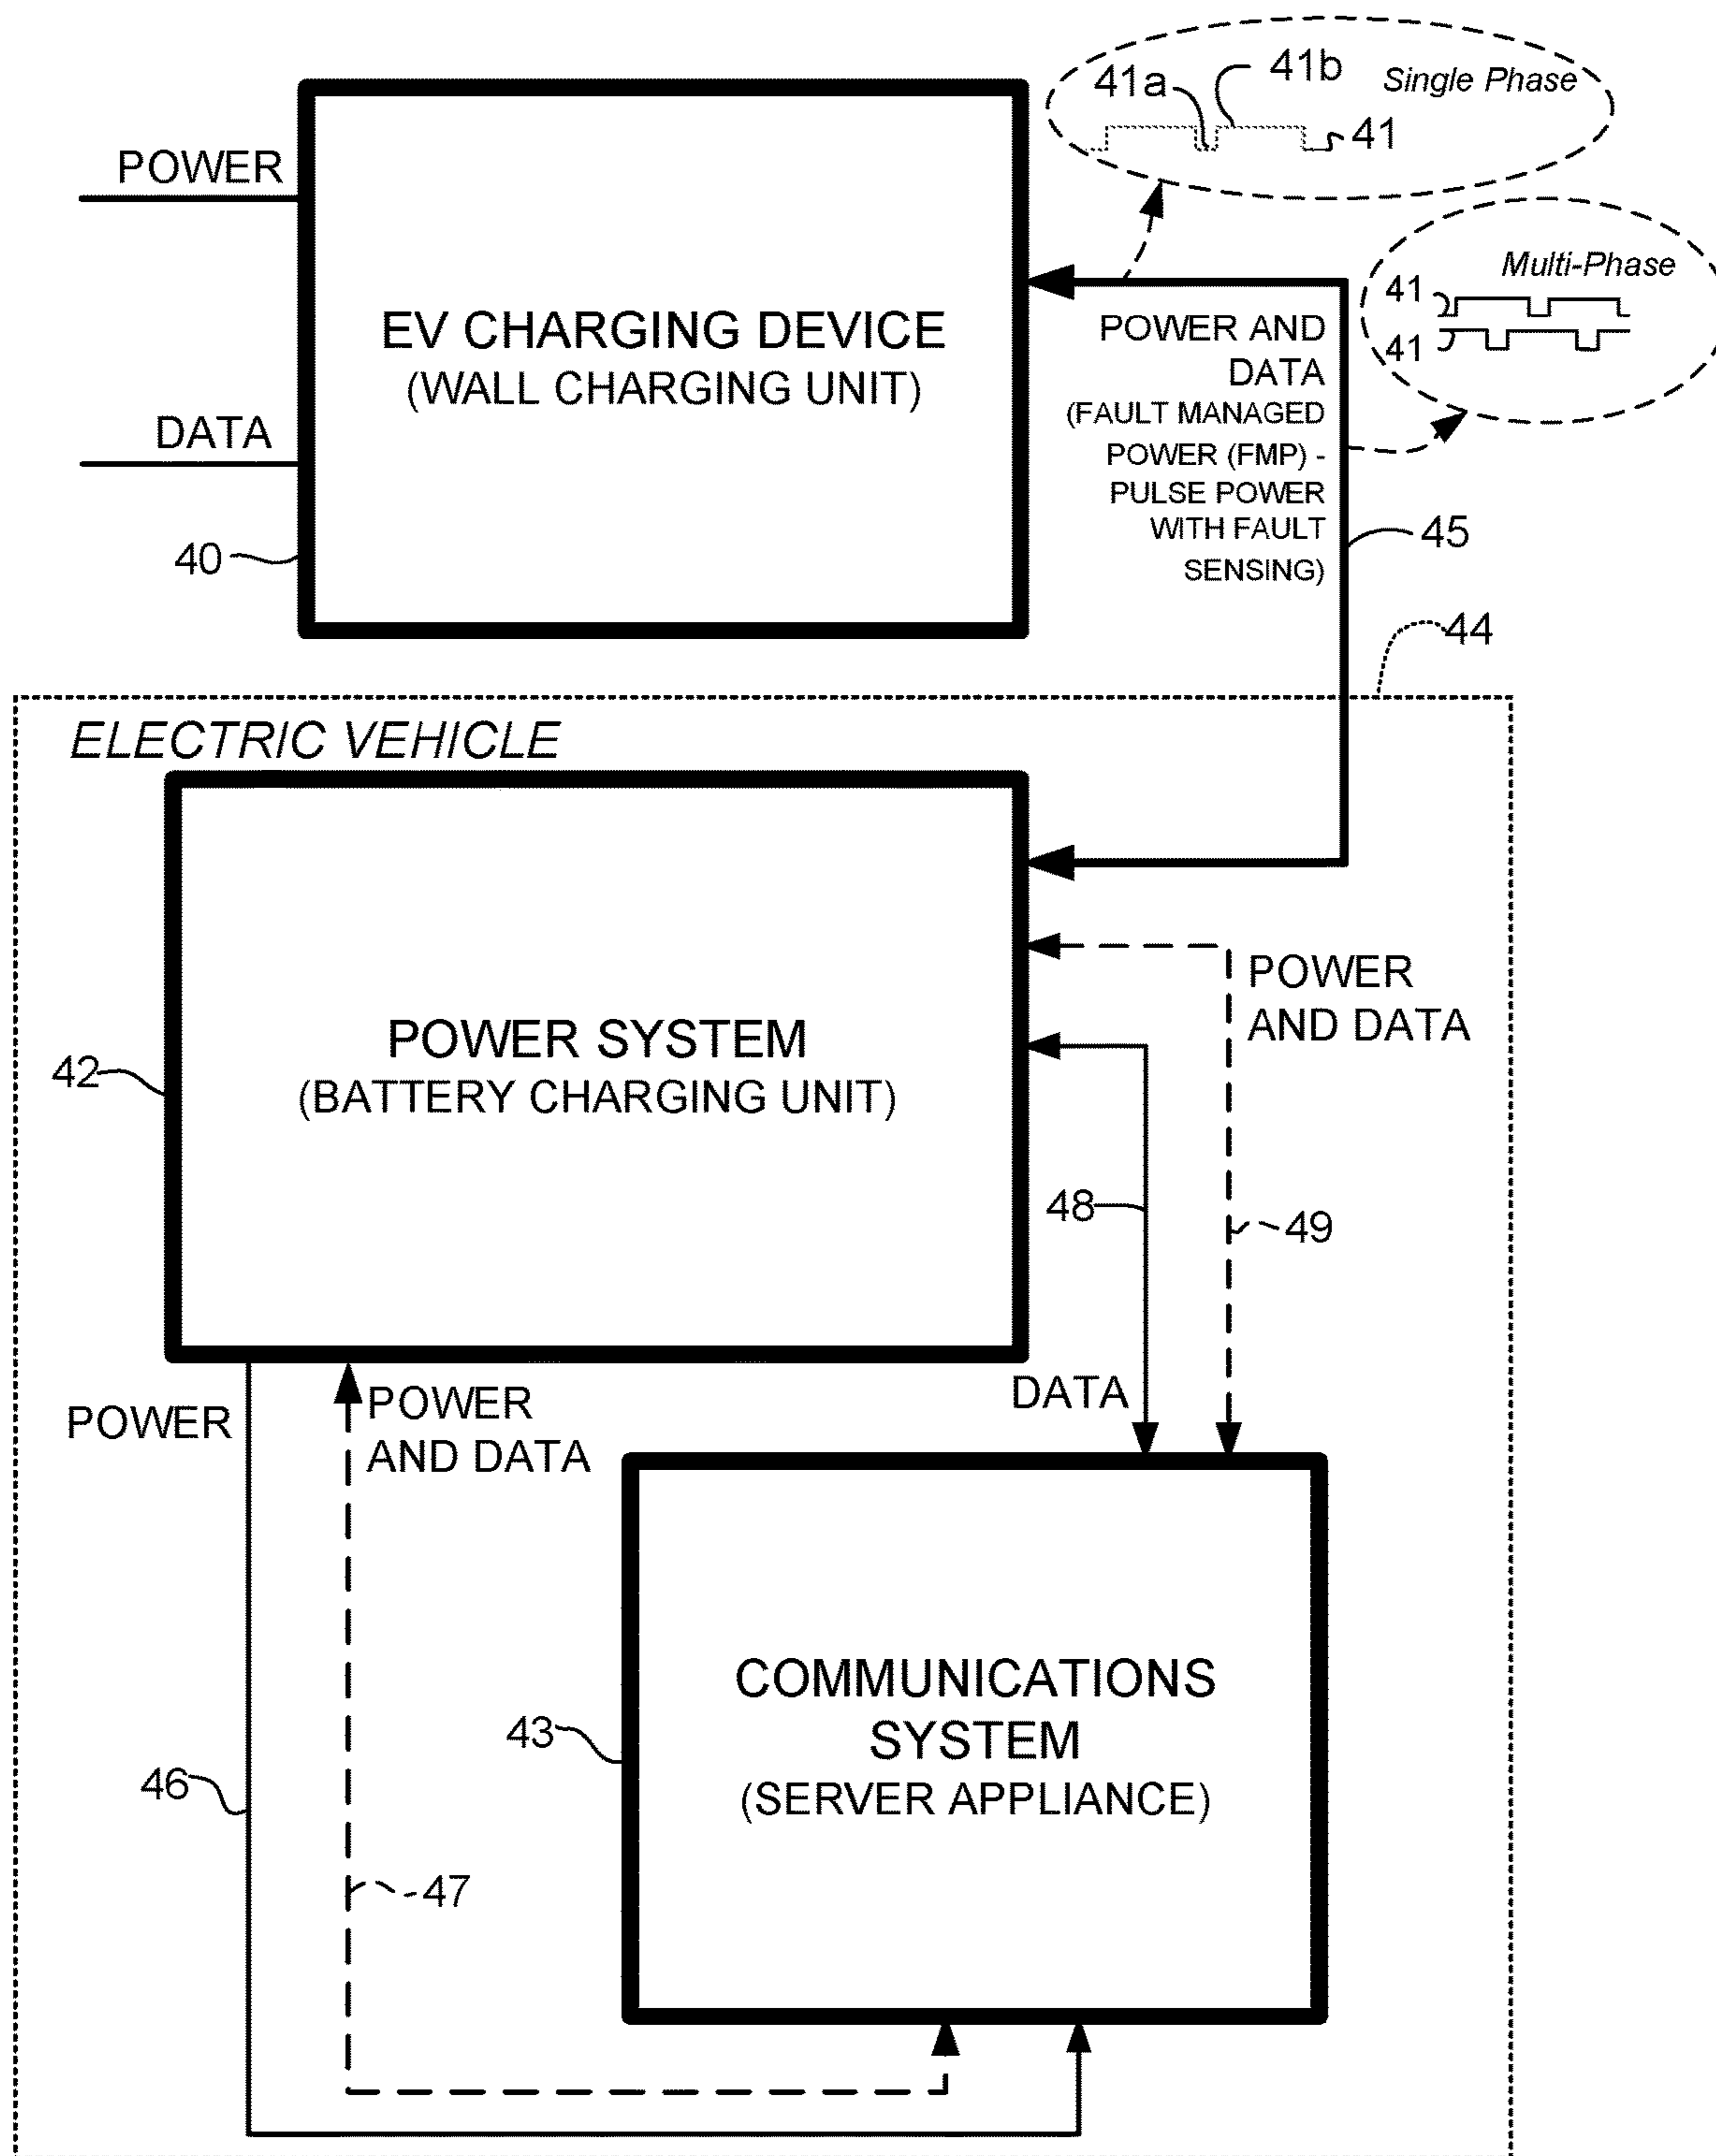 41a
41b
Single Phase
41
POWER
Multi-Phase
41
41
EV CHARGING DEVICE
(WALL CHARGING UNIT)
POWER AND
DATA
(FAULT MANAGED
POWER (FMP) -
PULSE POWER
WITH FAULT
SENSING)
DATA
40
45
44
ELECTRIC VEHICLE
POWER
AND DATA
POWER SYSTEM
(BATTERY CHARGING UNIT)
42
48
49
POWER
POWER
AND DATA
DATA
COMMUNICATIONS
SYSTEM
(SERVER APPLIANCE)
43
46
47